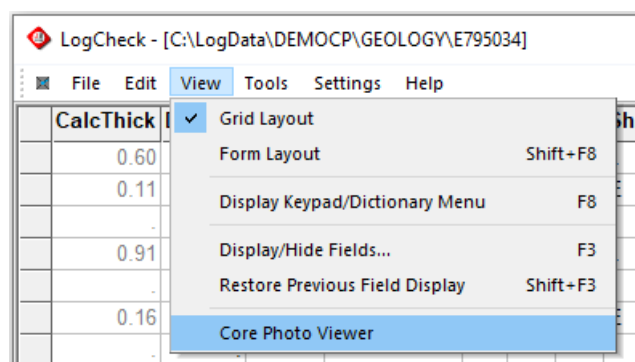 LogCheck - [C:\LogData\DEMOCP\GEOLOGY\E795034]
File Edit View Tools Settings Help
CalcThick
Grid Layout
0.60
Form Layout Shift+F8
0.11
Display Keypad/Dictionary Menu F8
0.91
Display/Hide Fields... F3
Restore Previous Field Display Shift+F3
0.16
Core Photo Viewer